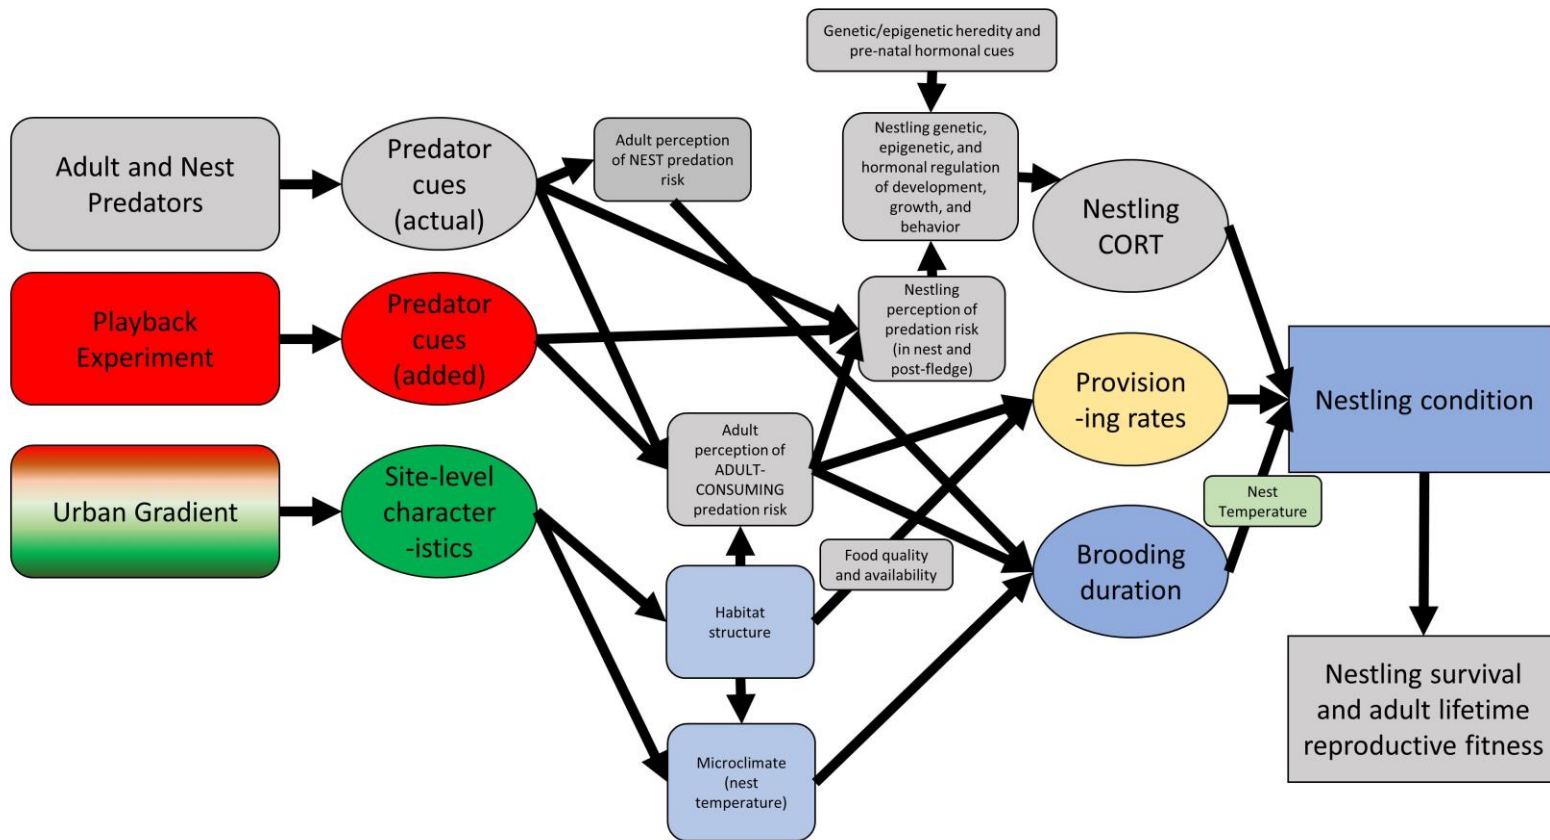 Genetic/epigenetic heredity and
pre-natal hormonal cues
Adult and Nest
Predators
Predator
cues
(actual)
Adult perception
of NEST predation
risk
Nestling genetic,
epigenetic, and
hormonal regulation
of development,
growth, and
behavior
Nestling
CORT
Playback
Experiment
Predator
cues
(added)
Nestling
perception of
predation risk
(in nest and
post-fledge)
Provision
-ing rates
Nestling condition
Urban Gradient
Site-level
character
-istics
Adult
perception of
ADULT-
CONSUMING
predation risk
Nest
Temperature
Food quality
and availability
Brooding
duration
Habitat
structure
Microclimate
(nest
temperature)
Nestling survival
and adult lifetime
reproductive fitness